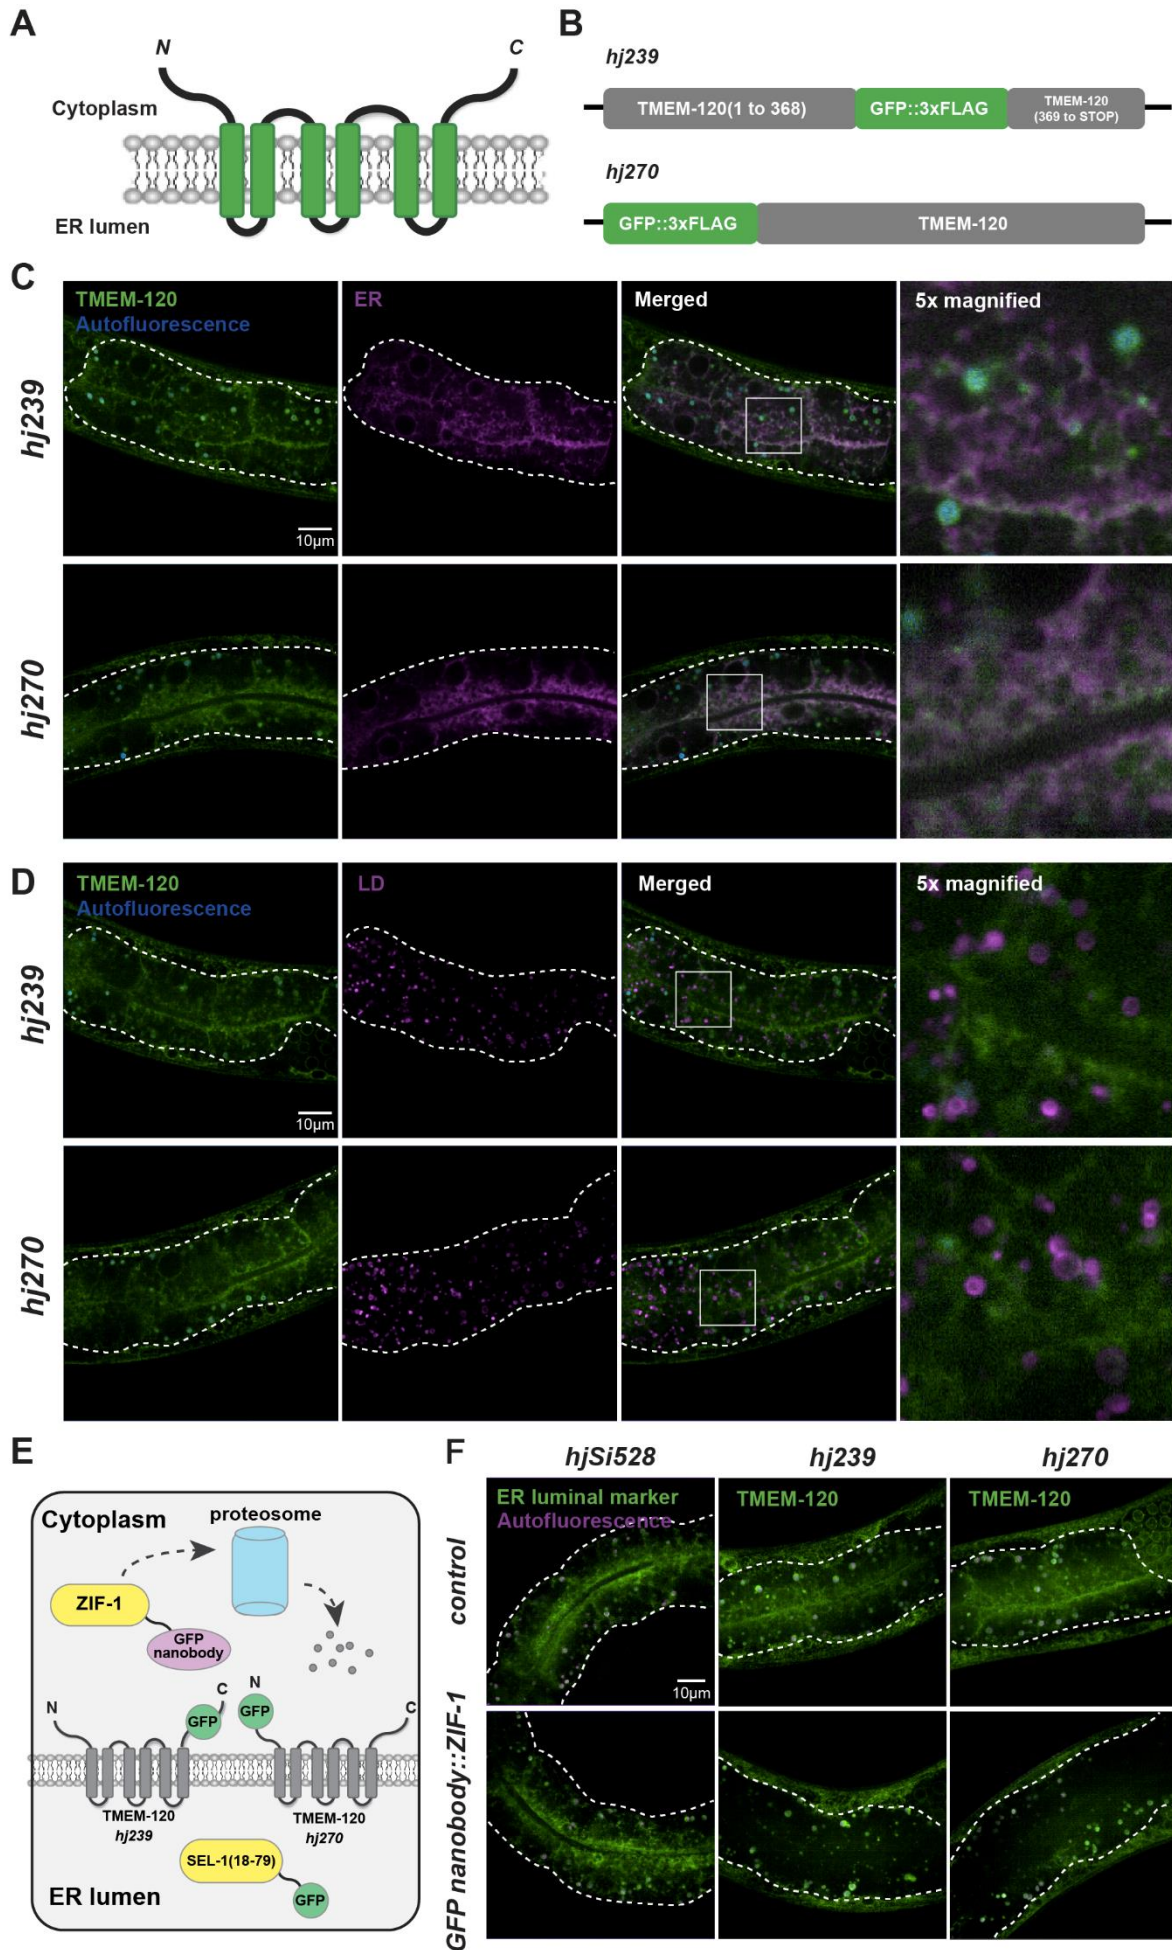 A
N
C
Cytoplasm
ER lumen
B
hj239
TMEM-120(1 to 368)
GFP::3xFLAG
TMEM-120
(369 to STOP)
hj270
GFP::3xFLAG
TMEM-120
C
TMEM-120
Autofluorescence
ER
Merged
5x magnified
hj239
10µm
hj270
D
TMEM-120
Autofluorescence
LD
Merged
5x magnified
hj239
10µm
hj270
E
Cytoplasm
proteosome
ZIF-1
GFP
nanobody
N
C
GFP
N
GFP
C
TMEM-120
hj239
TMEM-120
hj270
SEL-1(18-79)
GFP
ER lumen
F
hjSi528
hj239
hj270
control
ER luminal marker
Autofluorescence
TMEM-120
TMEM-120
10µm
GFP nanobody::ZIF-1